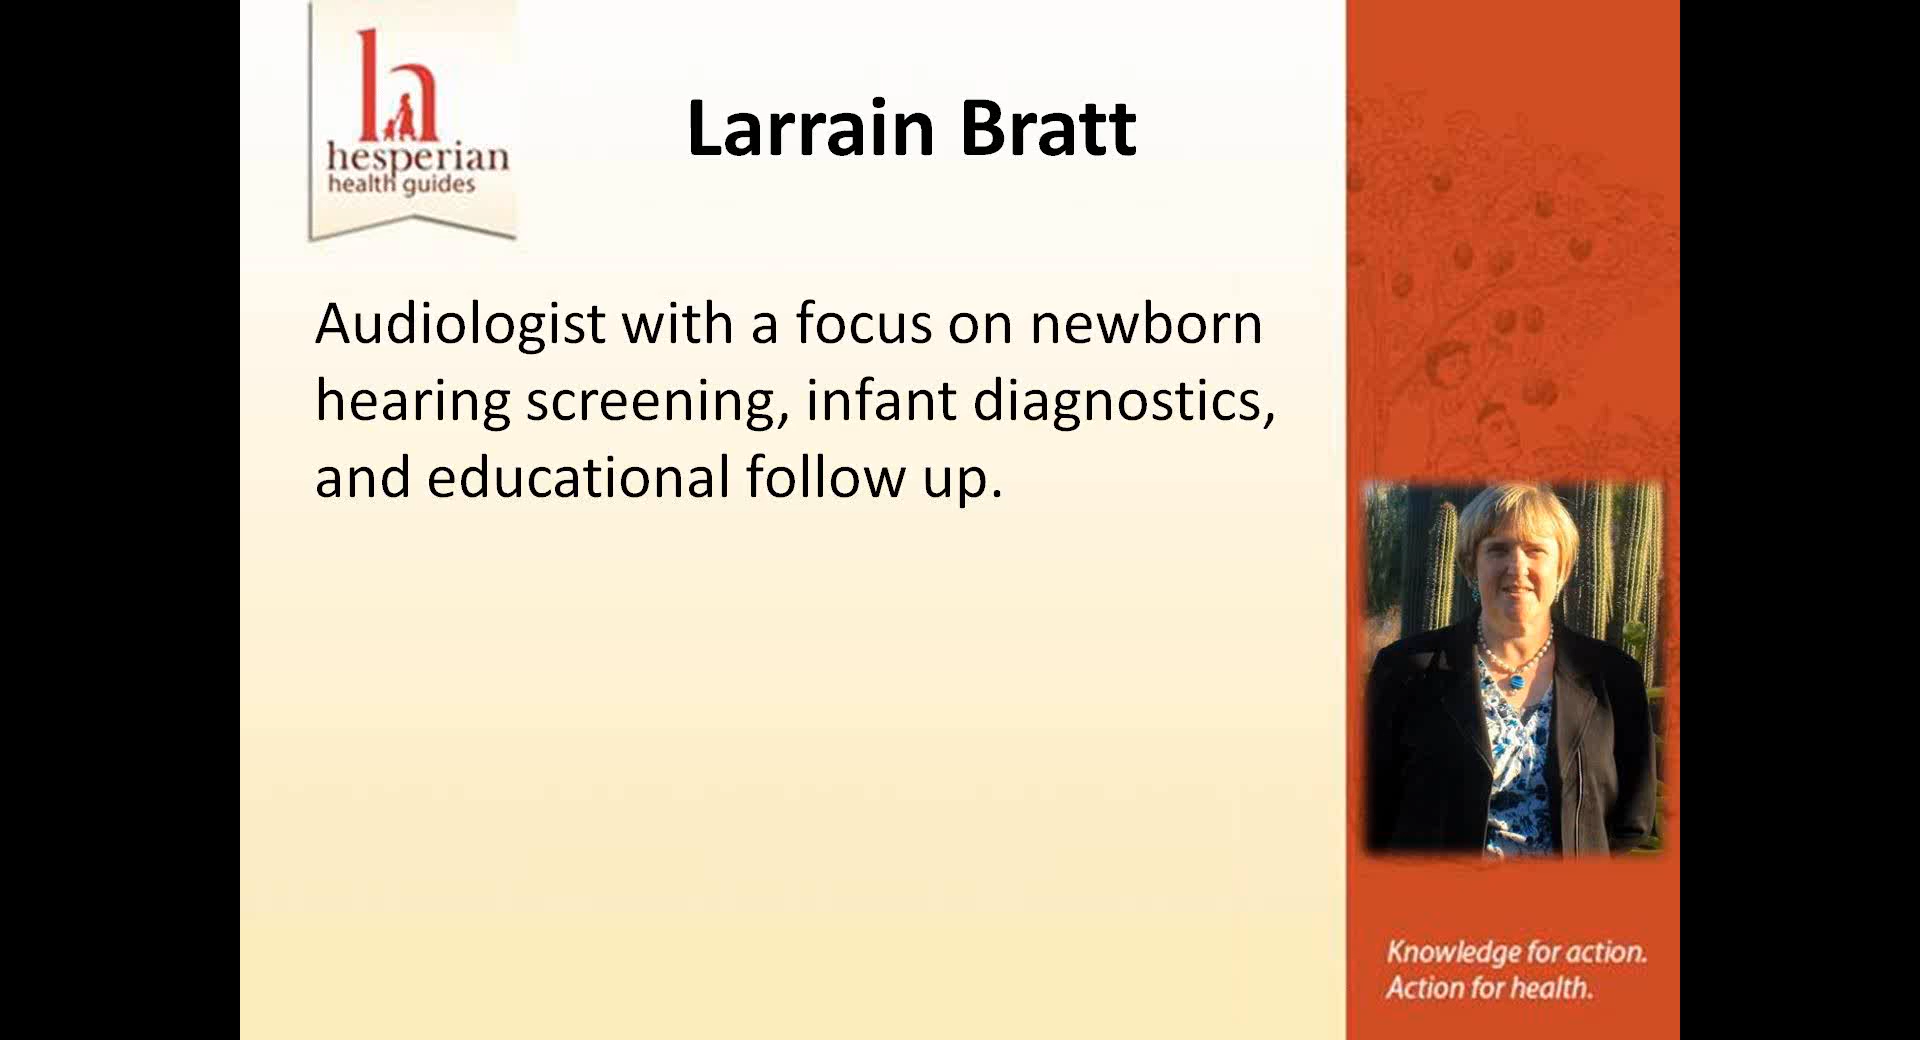 hesperian
health guides
Larrain Bratt
Audiologist with a focus on newborn
hearing screening, infant diagnostics,
and educational follow up.
Knowledge for action.
Action for health.